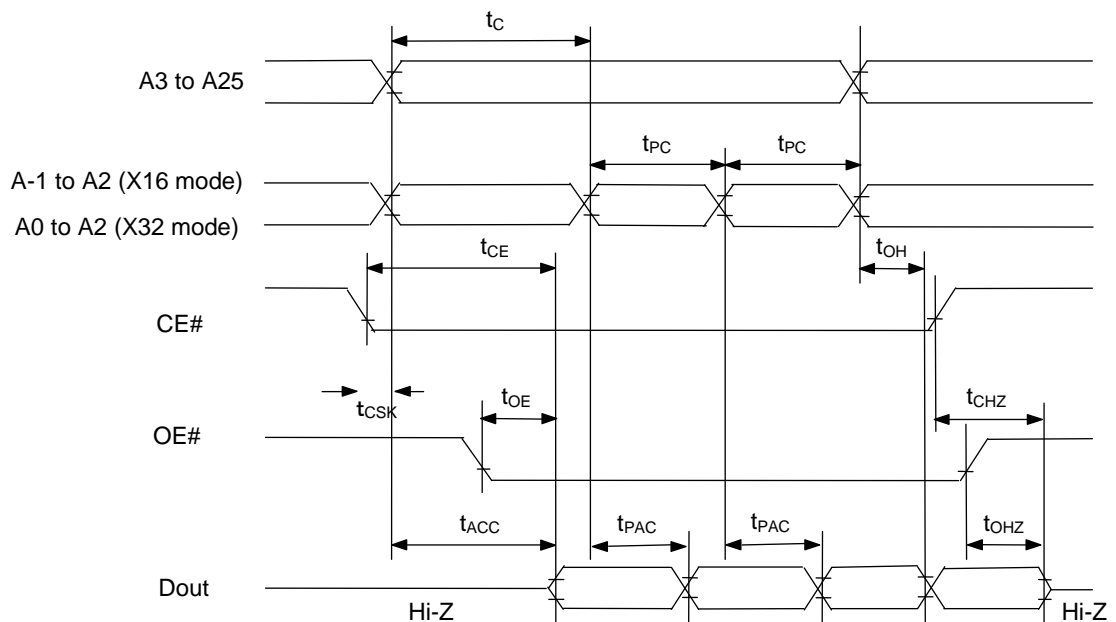 tC
A3 to A25
tPC tPC
A-1 to A2 (X16 mode)
A0 to A2 (X32 mode)
tCE tOH
CE#
tCSK tOE tCHZ
OE#
tACC tPAC tPAC tOHZ
Dout
Hi-Z Hi-Z